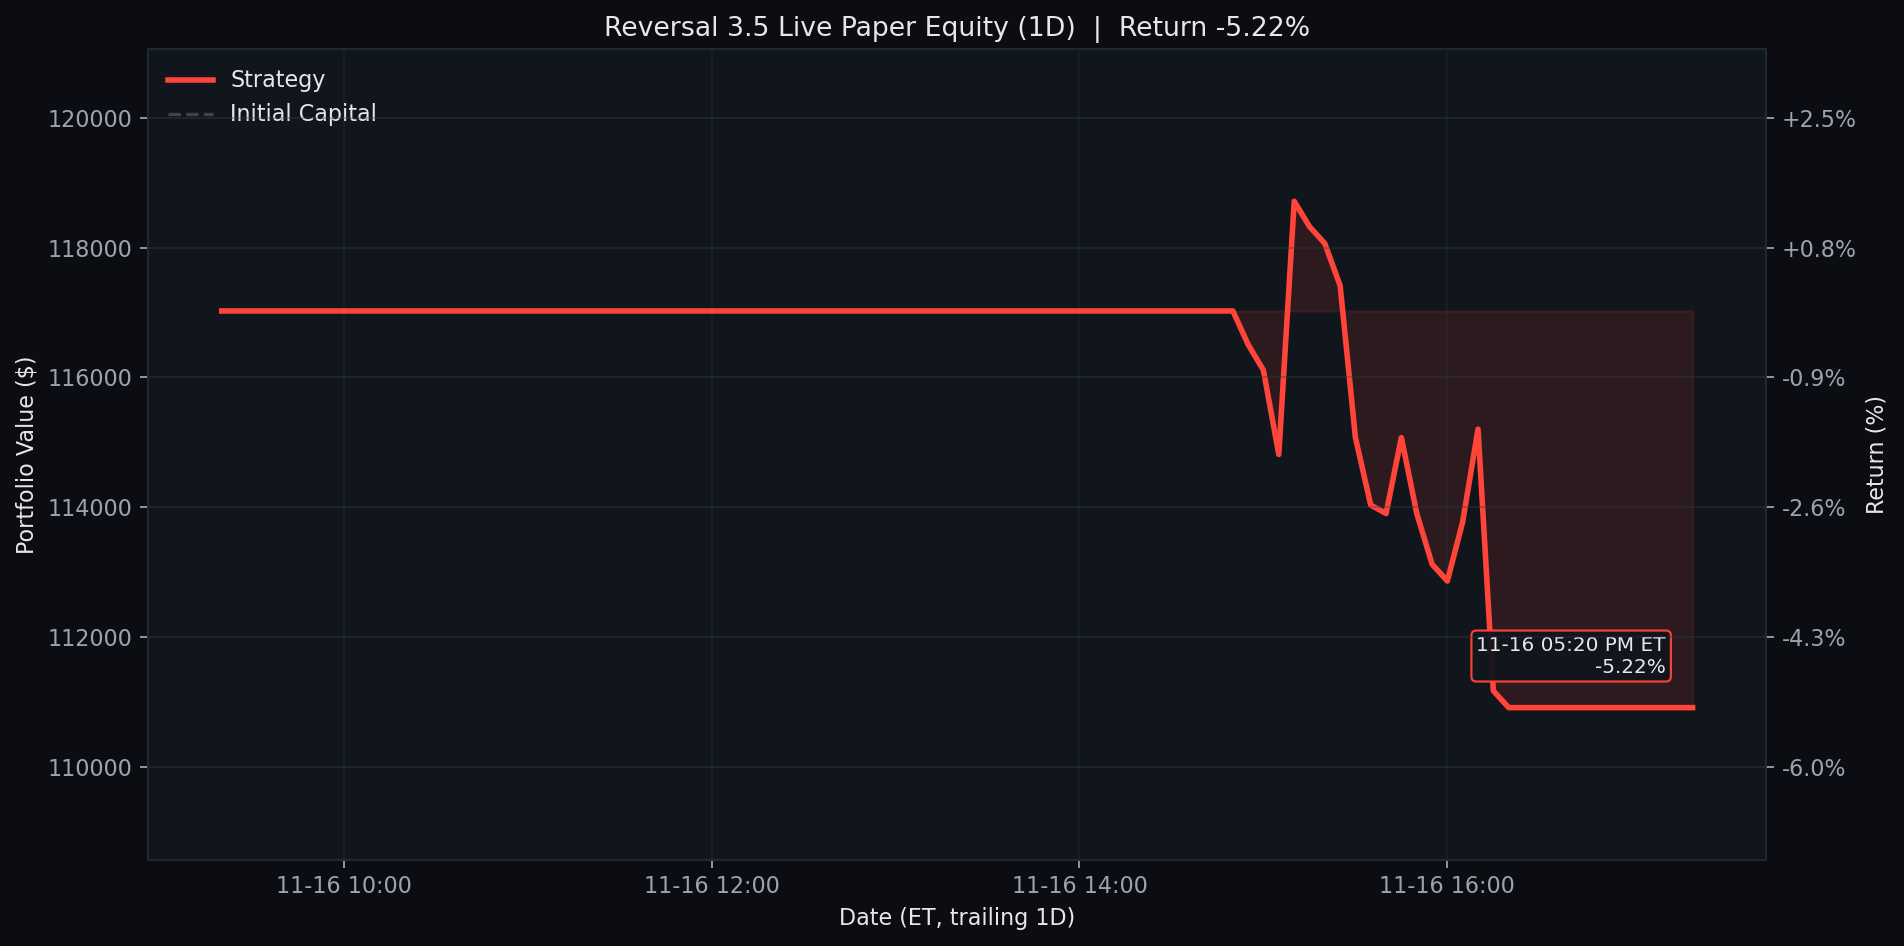 Reversal 3.5 Live Paper Equity (1D)  |  Return -5.22%
Strategy
Initial Capital
120000
118000
116000
114000
112000
110000
Portfolio Value ($)
+2.5%
+0.8%
-0.9%
-2.6%
-4.3%
-6.0%
Return (%)
11-16 05:20 PM ET
-5.22%
11-16 10:00
11-16 12:00
11-16 14:00
11-16 16:00
Date (ET, trailing 1D)